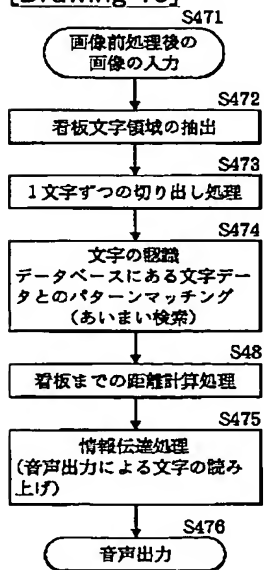 S471
画像前処理後の
画像の入力
S472
看板文字領域の抽出
S473
1文字ずつの切り出し処理
S474
文字の認識
データベースにある文字デー
タとのパターンマッチング
(あいまい検索)
S48
看板までの距離計算処理
S475
情報伝達処理
(音声出力による文字の読み
上げ)
S476
音声出力